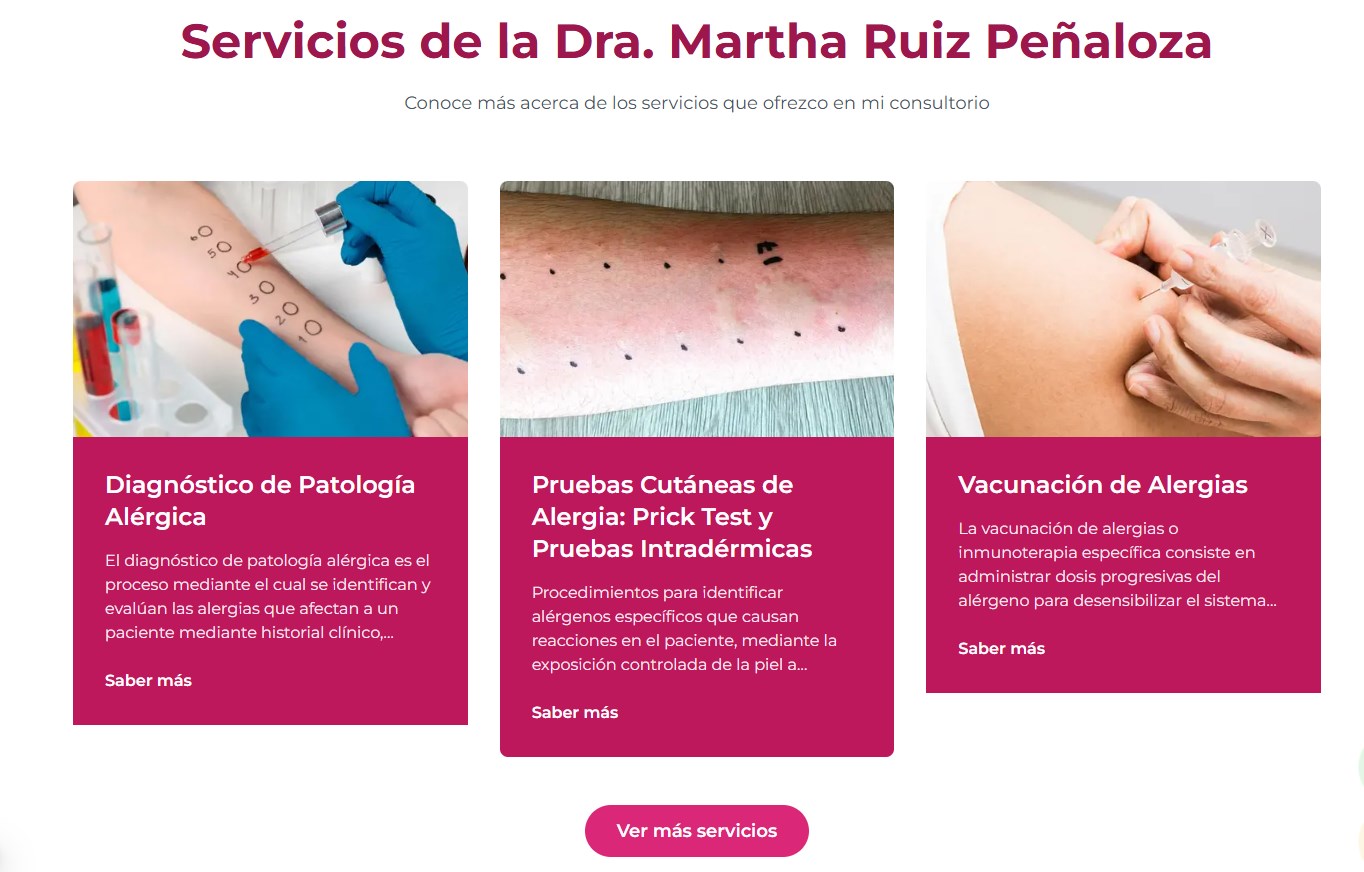 Servicios de la Dra. Martha Ruiz Peñaloza
Conoce más acerca de los servicios que ofrezco en mi consultorio
60
50
40
30
20
10
Diagnóstico de Patología
Alérgica
El diagnóstico de patología alérgica es el
proceso mediante el cual se identifican y
evalúan las alergias que afectan a un
paciente mediante historial clínico,...
Saber más
Pruebas Cutáneas de
Alergia: Prick Test y
Pruebas Intradérmicas
Procedimientos para identificar
alérgenos específicos que causan
reacciones en el paciente, mediante la
exposición controlada de la piel a...
Saber más
Vacunación de Alergias
La vacunación de alergias o
inmunoterapia específica consiste en
administrar dosis progresivas del
alérgeno para desensibilizar el sistema...
Saber más
Ver más servicios